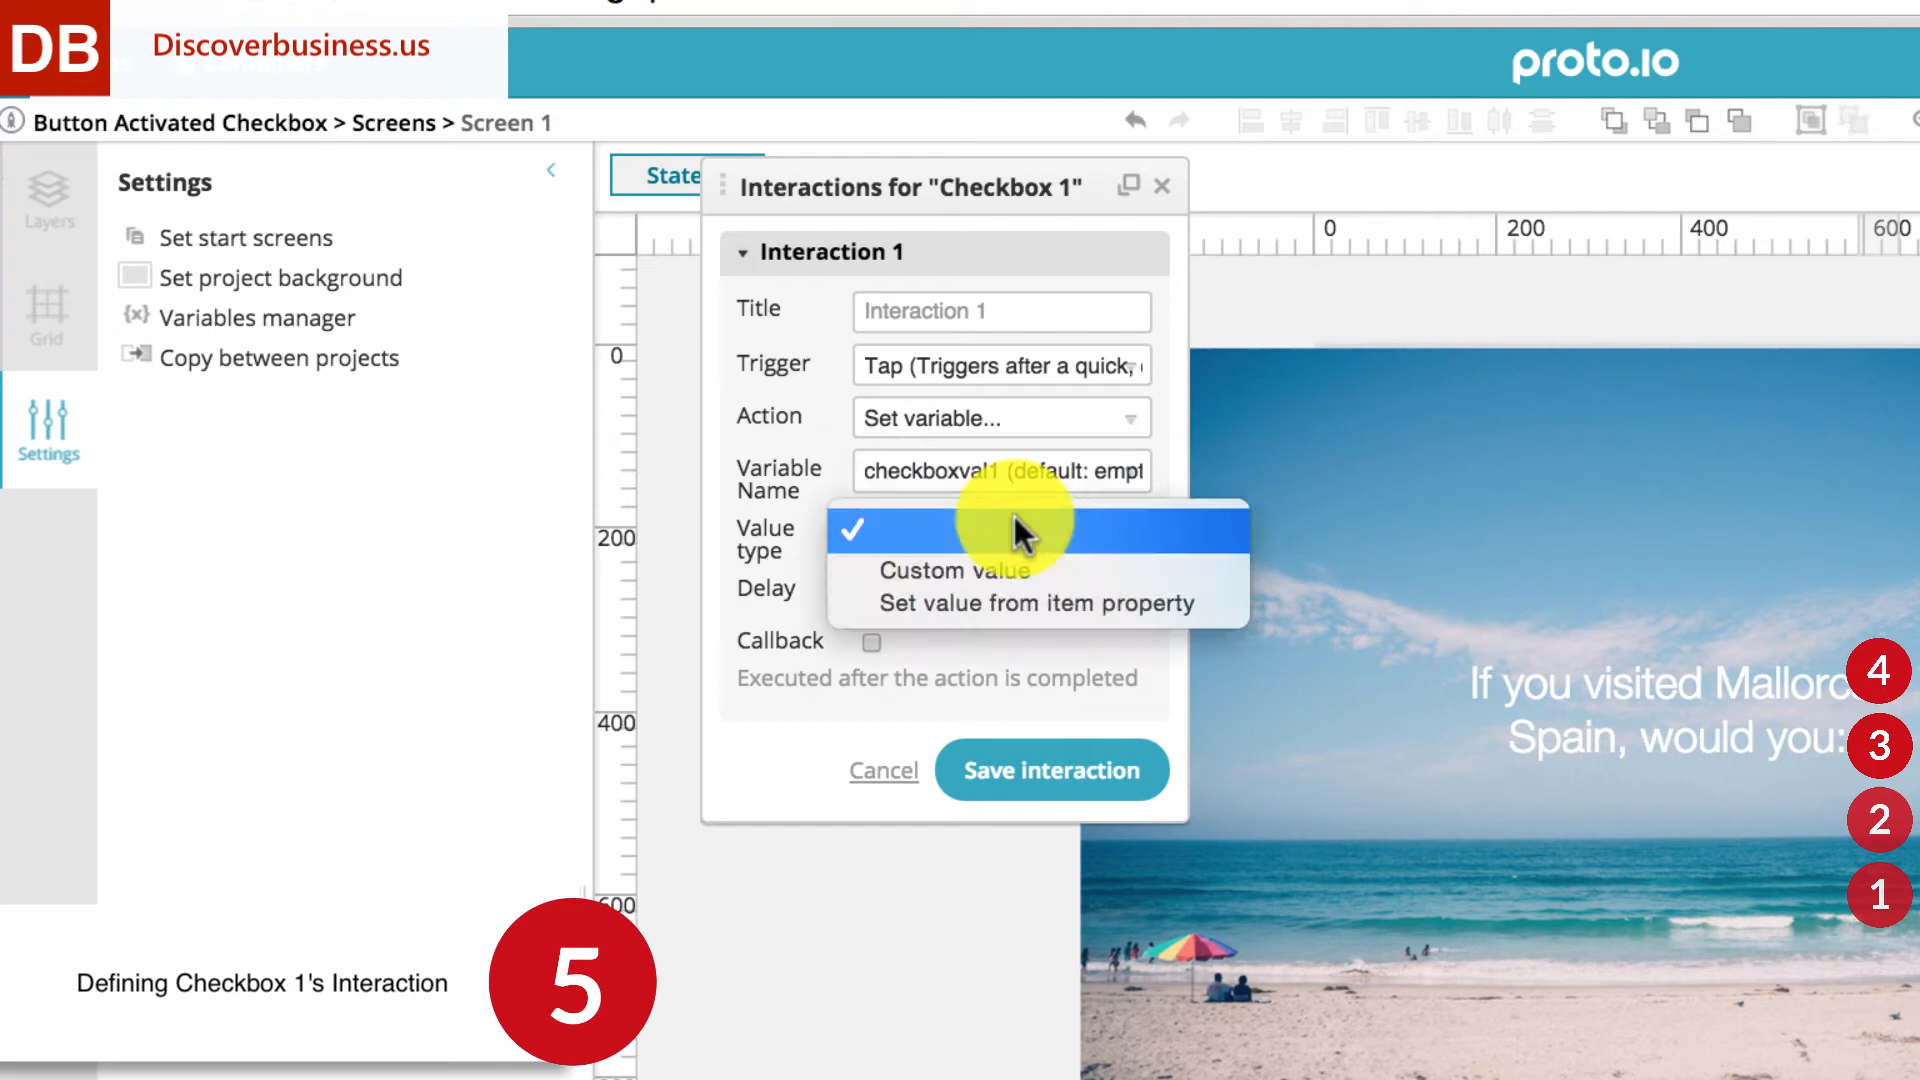 DB
Discoverbusiness.us
proto.io
Button Activated Checkbox > Screens > Screen 1
Layers
Grid
Settings
Settings
Set start screens
Set project background
{x} Variables manager
Copy between projects
State
Interactions for "Checkbox 1"
Interaction 1
Title
Interaction 1
Trigger
Tap (Triggers after a quick,
Action
Set variable...
Variable
Name
checkboxval1 (default: empt
Value
type
Custom value
Set value from item property
Delay
Callback
Executed after the action is completed
Cancel
Save interaction
0
200
400
600
0
200
400
600
If you visited Mallorc
Spain, would you:
4
3
2
1
Defining Checkbox 1's Interaction
5